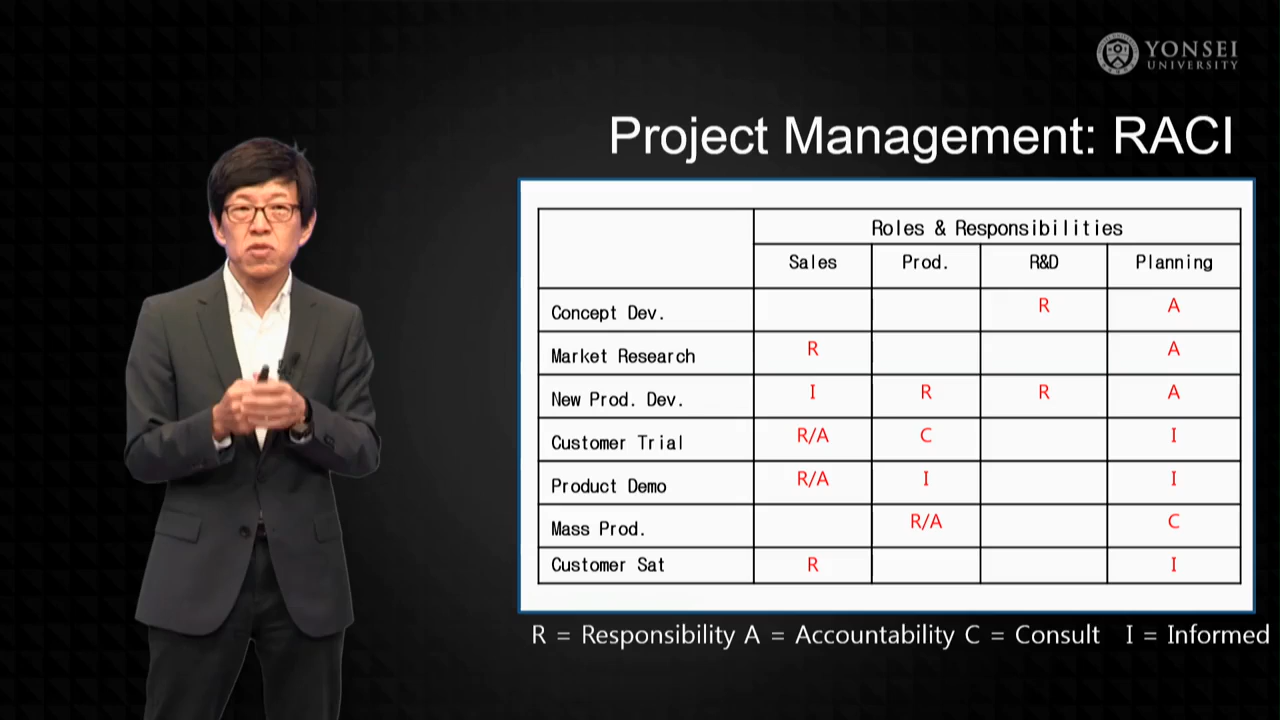 YONSEI
UNIVERSITY
Project Management: RACI
Roles & Responsibilities
Sales Prod. R&D Planning
Concept Dev. R A
Market Research R A
New Prod. Dev. I R R A
Customer Trial R/A C I
Product Demo R/A I I
Mass Prod. R/A C
Customer Sat R I
R = Responsibility A = Accountability C = Consult I = Informed